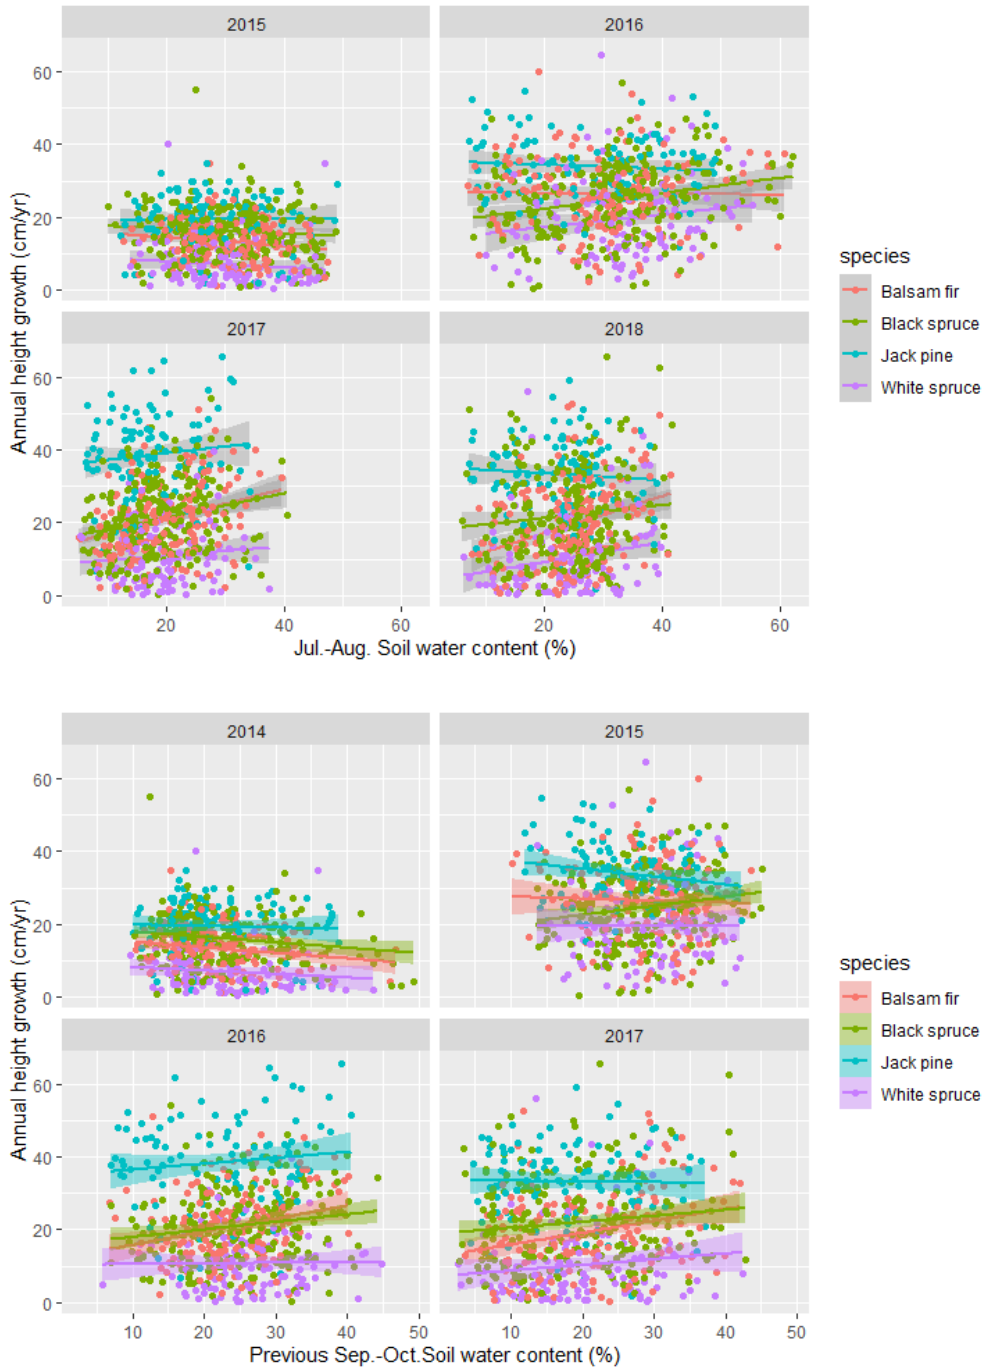 2015
2016
60
40
20
0
2017
2018
60
40
20
0
20
40
60
20
40
60
Jul.-Aug. Soil water content (%)
Annual height growth (cm/yr)
species
Balsam fir
Black spruce
Jack pine
White spruce
2014
2015
60
40
20
0
2016
2017
60
40
20
0
10
20
30
40
50
10
20
30
40
50
Previous Sep.-Oct.Soil water content (%)
Annual height growth (cm/yr)
species
Balsam fir
Black spruce
Jack pine
White spruce